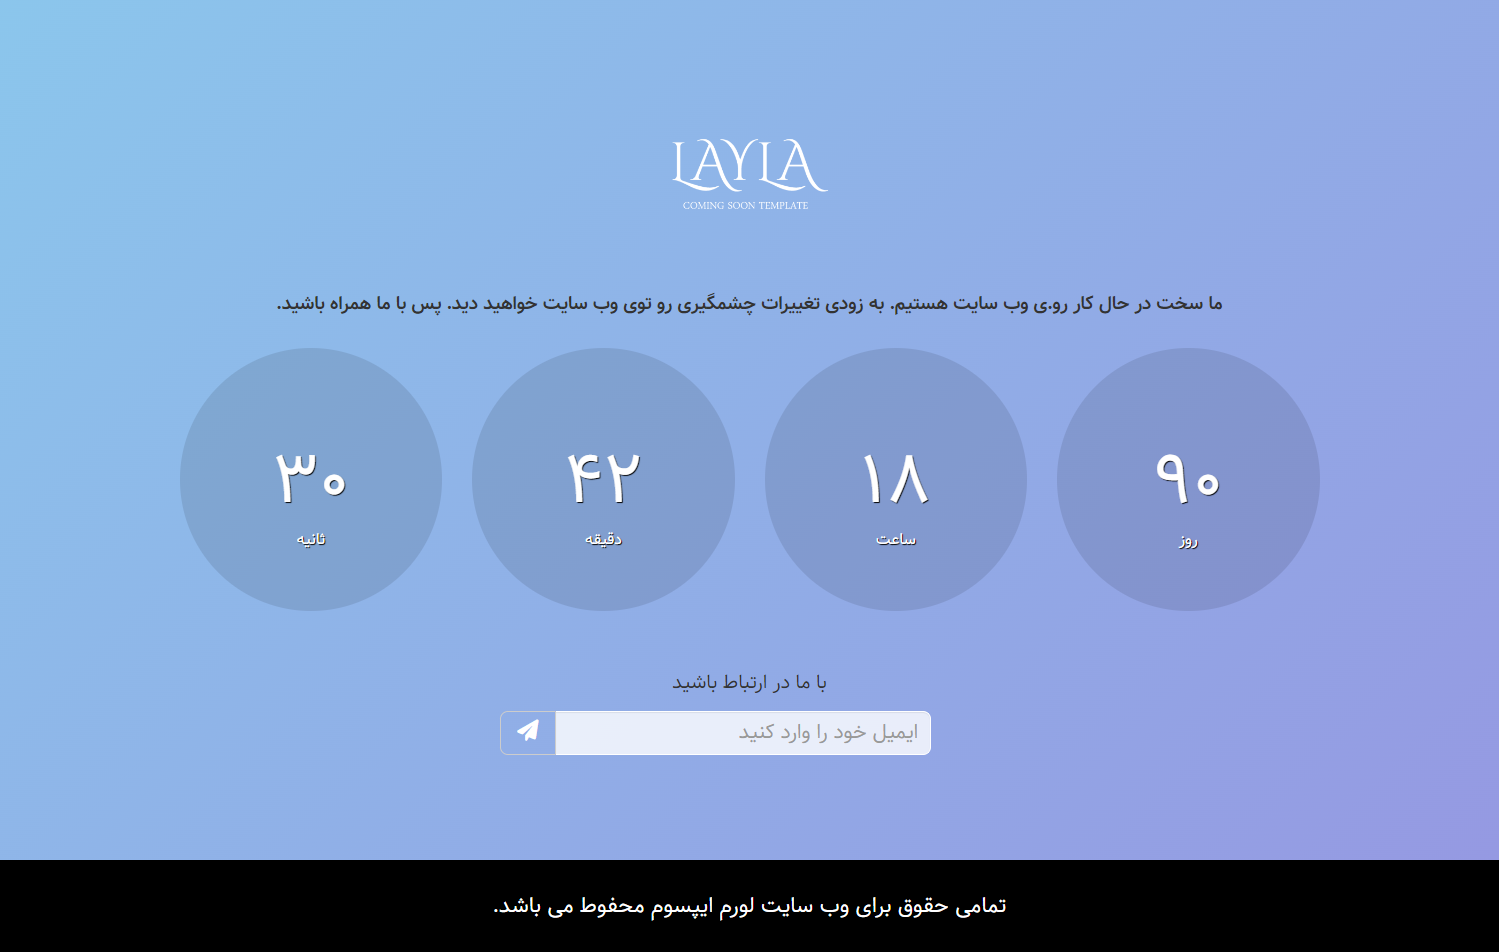 LAYLA
COMING SOON TEMPLATE
ما سخت در حال کار رو.ی وب سایت هستیم. به زودی تغییرات چشمگیری رو توی وب سایت خواهید دید. پس با ما همراه باشید.
۹۰
روز
۱۸
ساعت
۴۲
دقیقه
۳۰
ثانیه
با ما در ارتباط باشید
ایمیل خود را وارد کنید
تمامی حقوق برای وب سایت لورم ایپسوم محفوط می باشد.